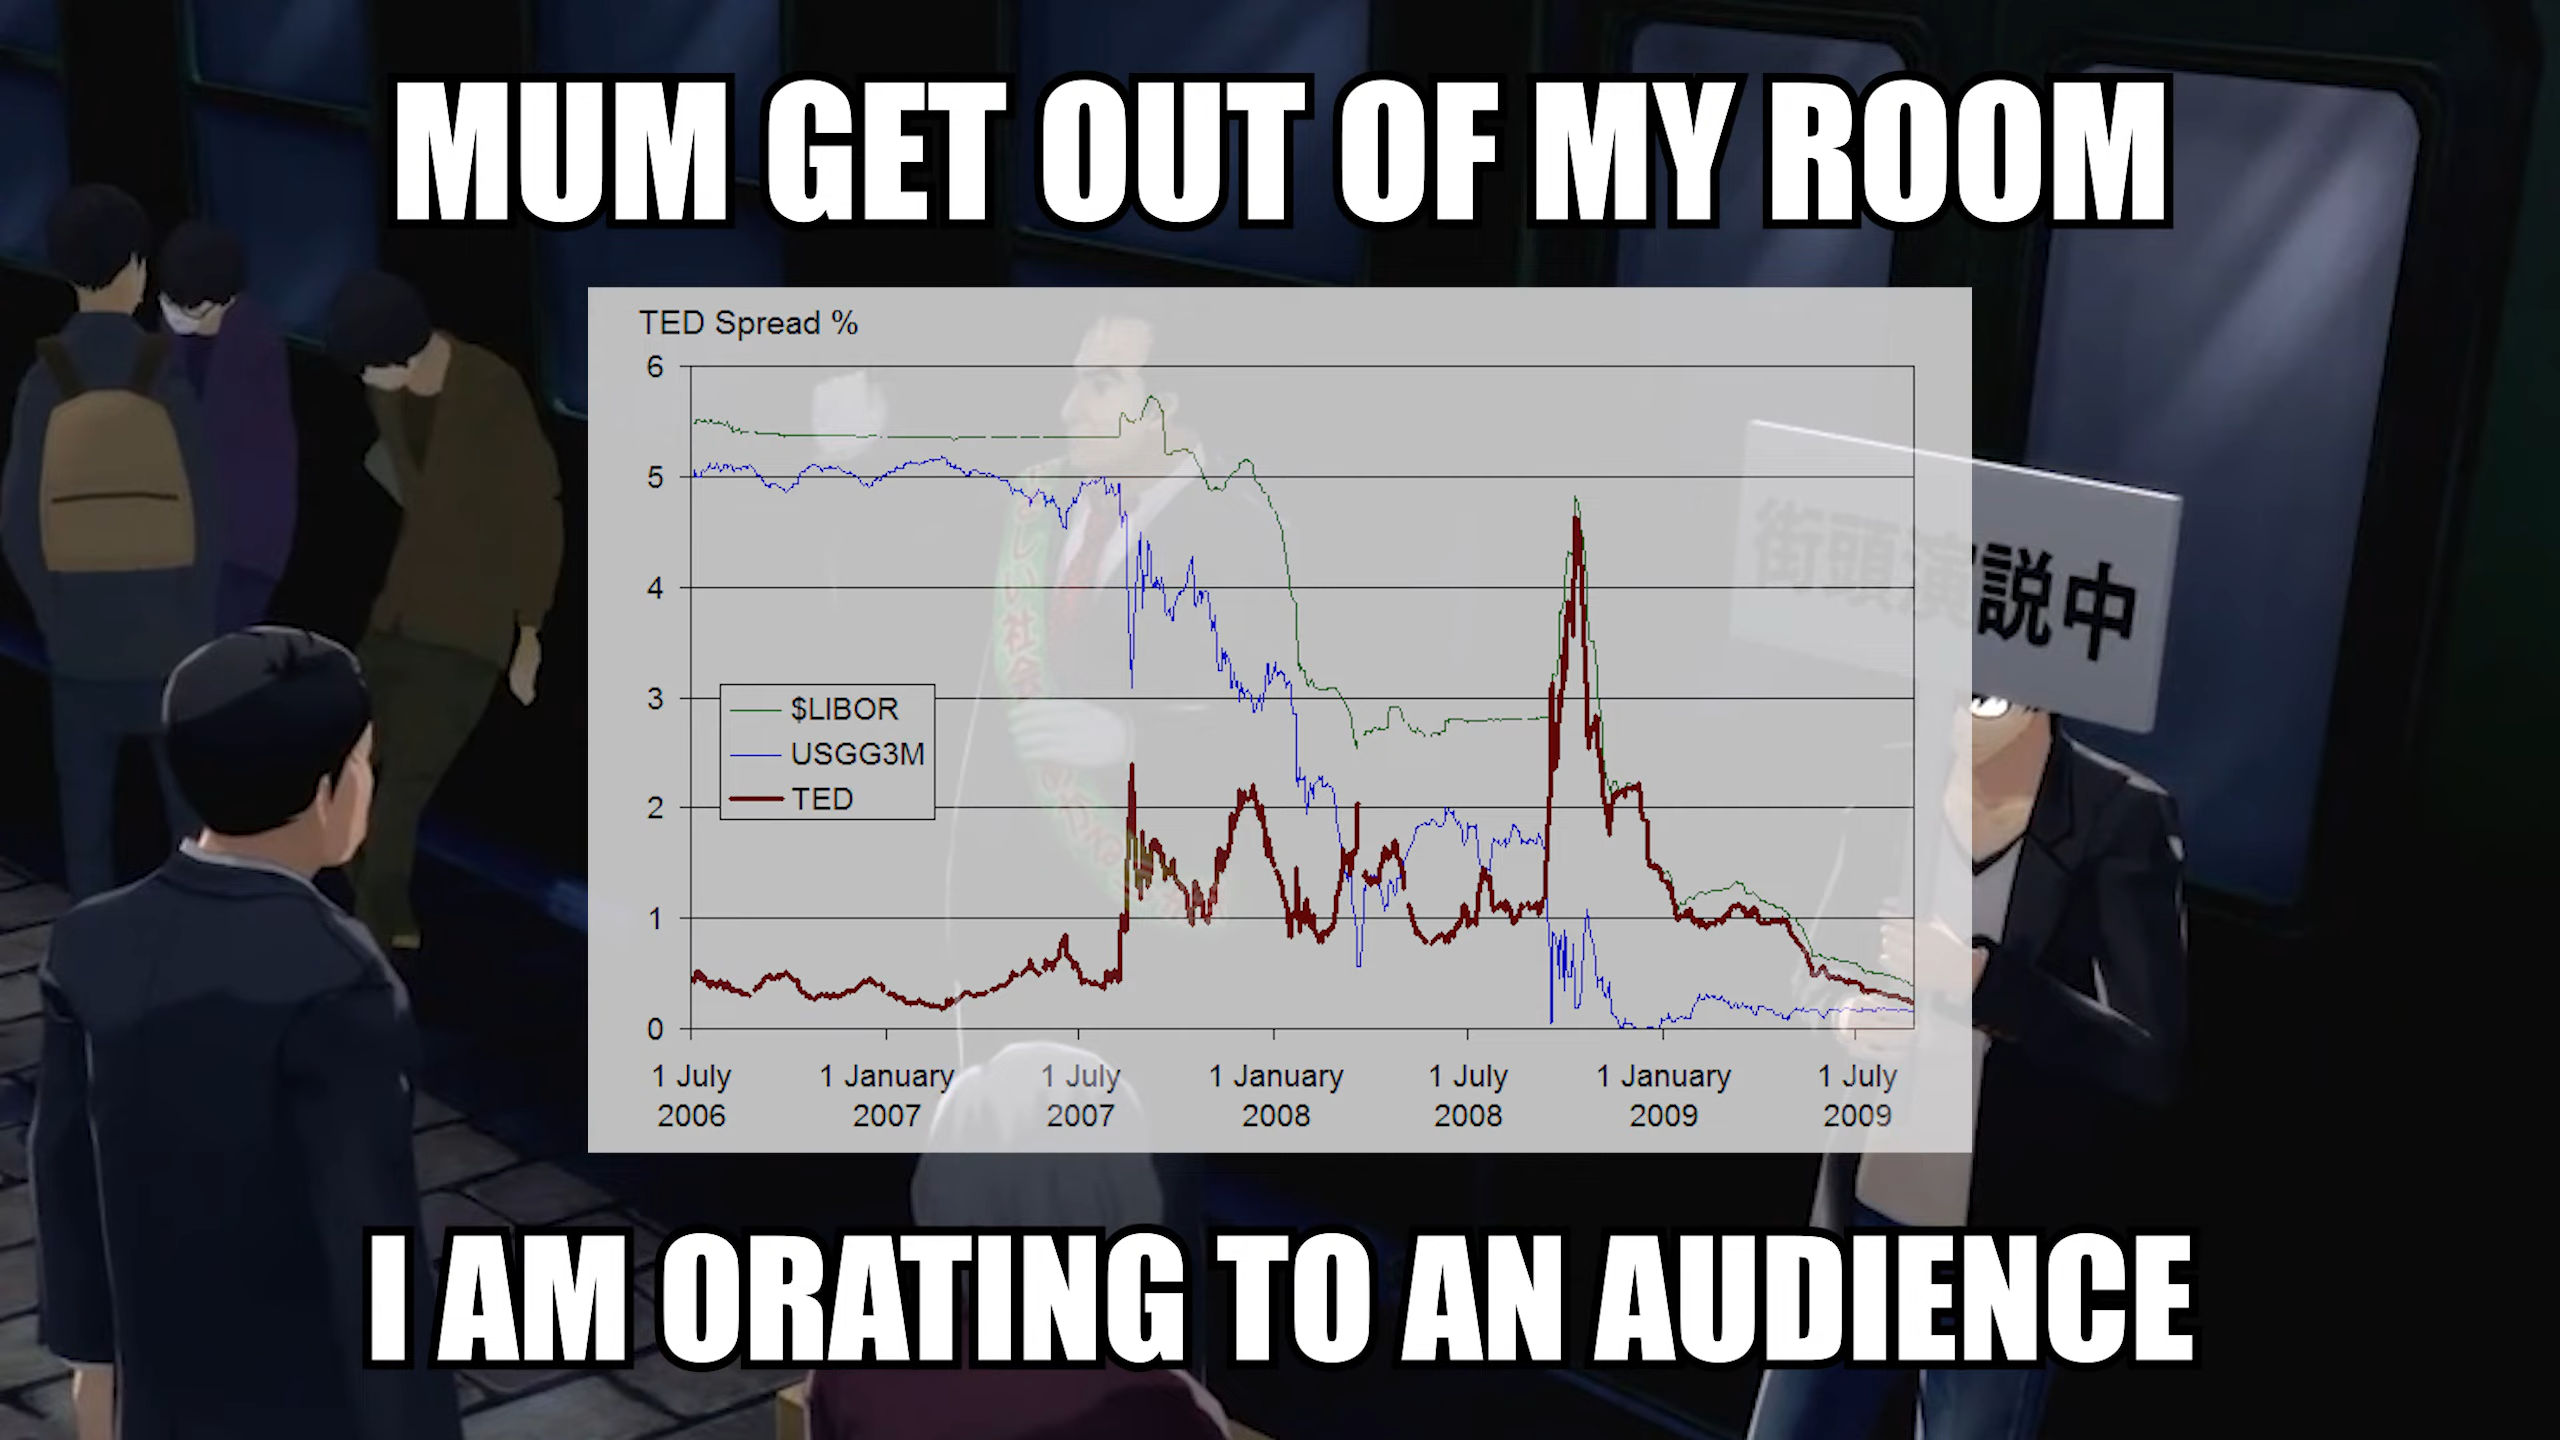 MUM GET OUT OF MY ROOM
TED Spread %
6
5
4
3
2
1
0
$LIBOR
USGG3M
TED
1 July
2006
1 January
2007
1 July
2007
1 January
2008
1 July
2008
1 January
2009
1 July
2009
街頭演説中
I AM ORATING TO AN AUDIENCE